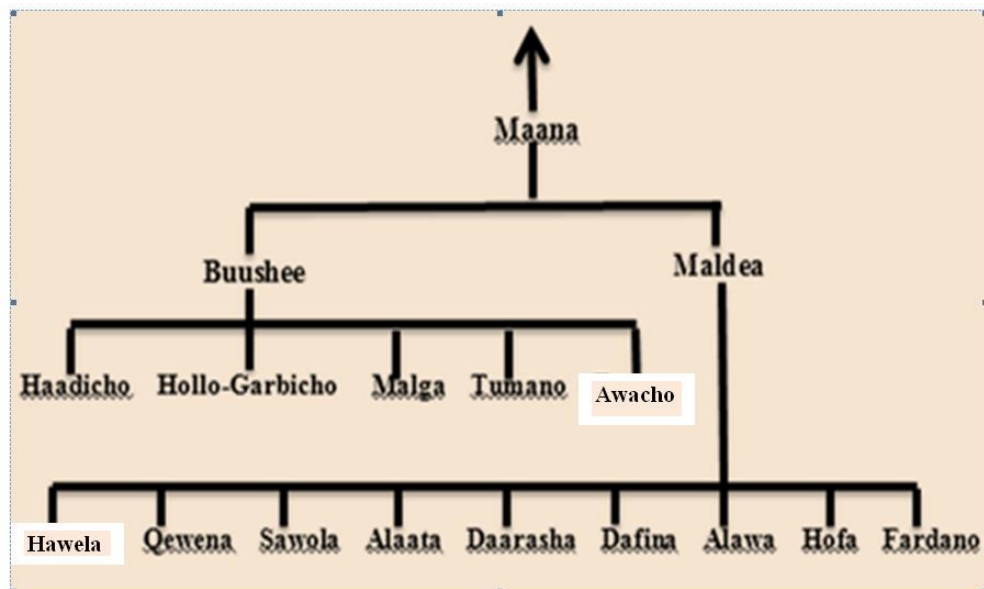 Maana
Buushee Maldea
Haadicho Hollo-Garbicho Malga Tumano Awacho
Hawela Qewena Sawola Alaata Daarasha Dafina Alawa Hofa Fardano